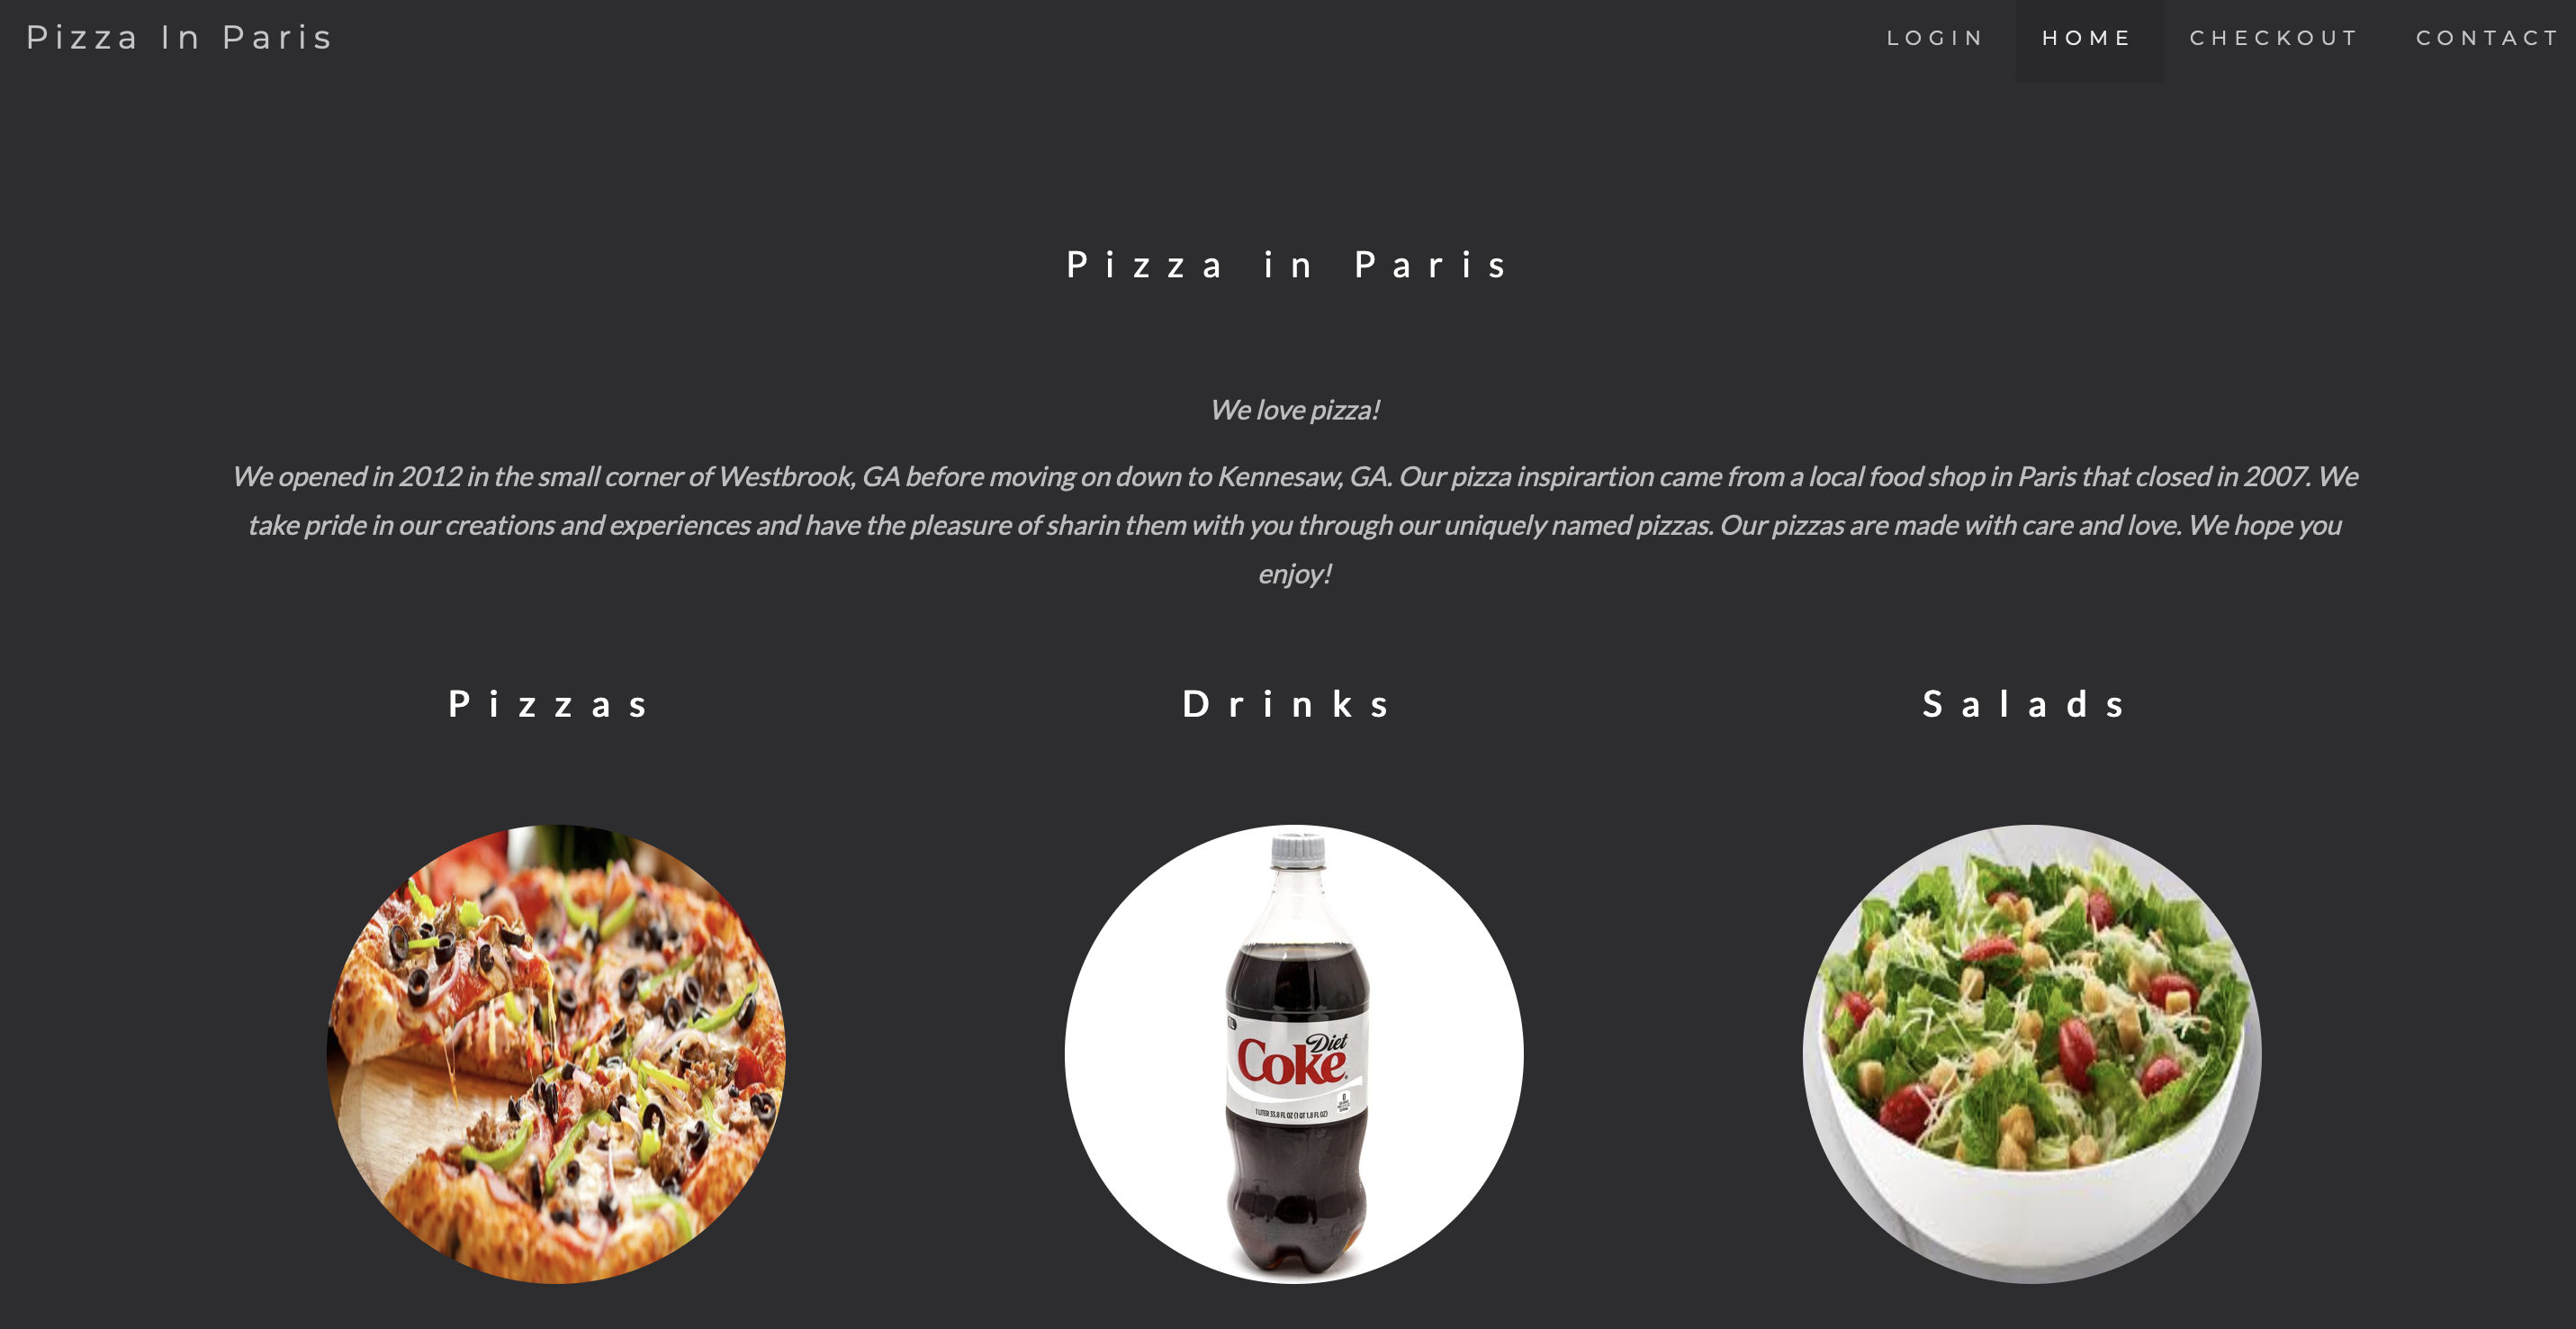 Pizza In Paris
LOGIN HOME CHECKOUT CONTACT
Pizza in Paris
We love pizza!
We opened in 2012 in the small corner of Westbrook, GA before moving on down to Kennesaw, GA. Our pizza inspirartion came from a local food shop in Paris that closed in 2007. We
take pride in our creations and experiences and have the pleasure of sharin them with you through our uniquely named pizzas. Our pizzas are made with care and love. We hope you
enjoy!
Pizzas
Drinks
Salads
Diet
Coke
1 LITER 33.8 FL OZ (1 QT 1.8 FL OZ)